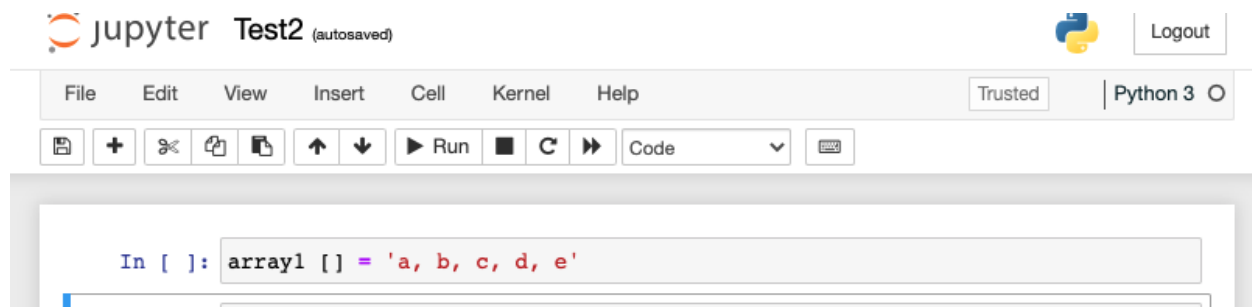 jupyter Test2 (autosaved) Logout
File Edit View Insert Cell Kernel Help Trusted Python 3
Run Code
In [ ]: array1 [] = 'a, b, c, d, e'